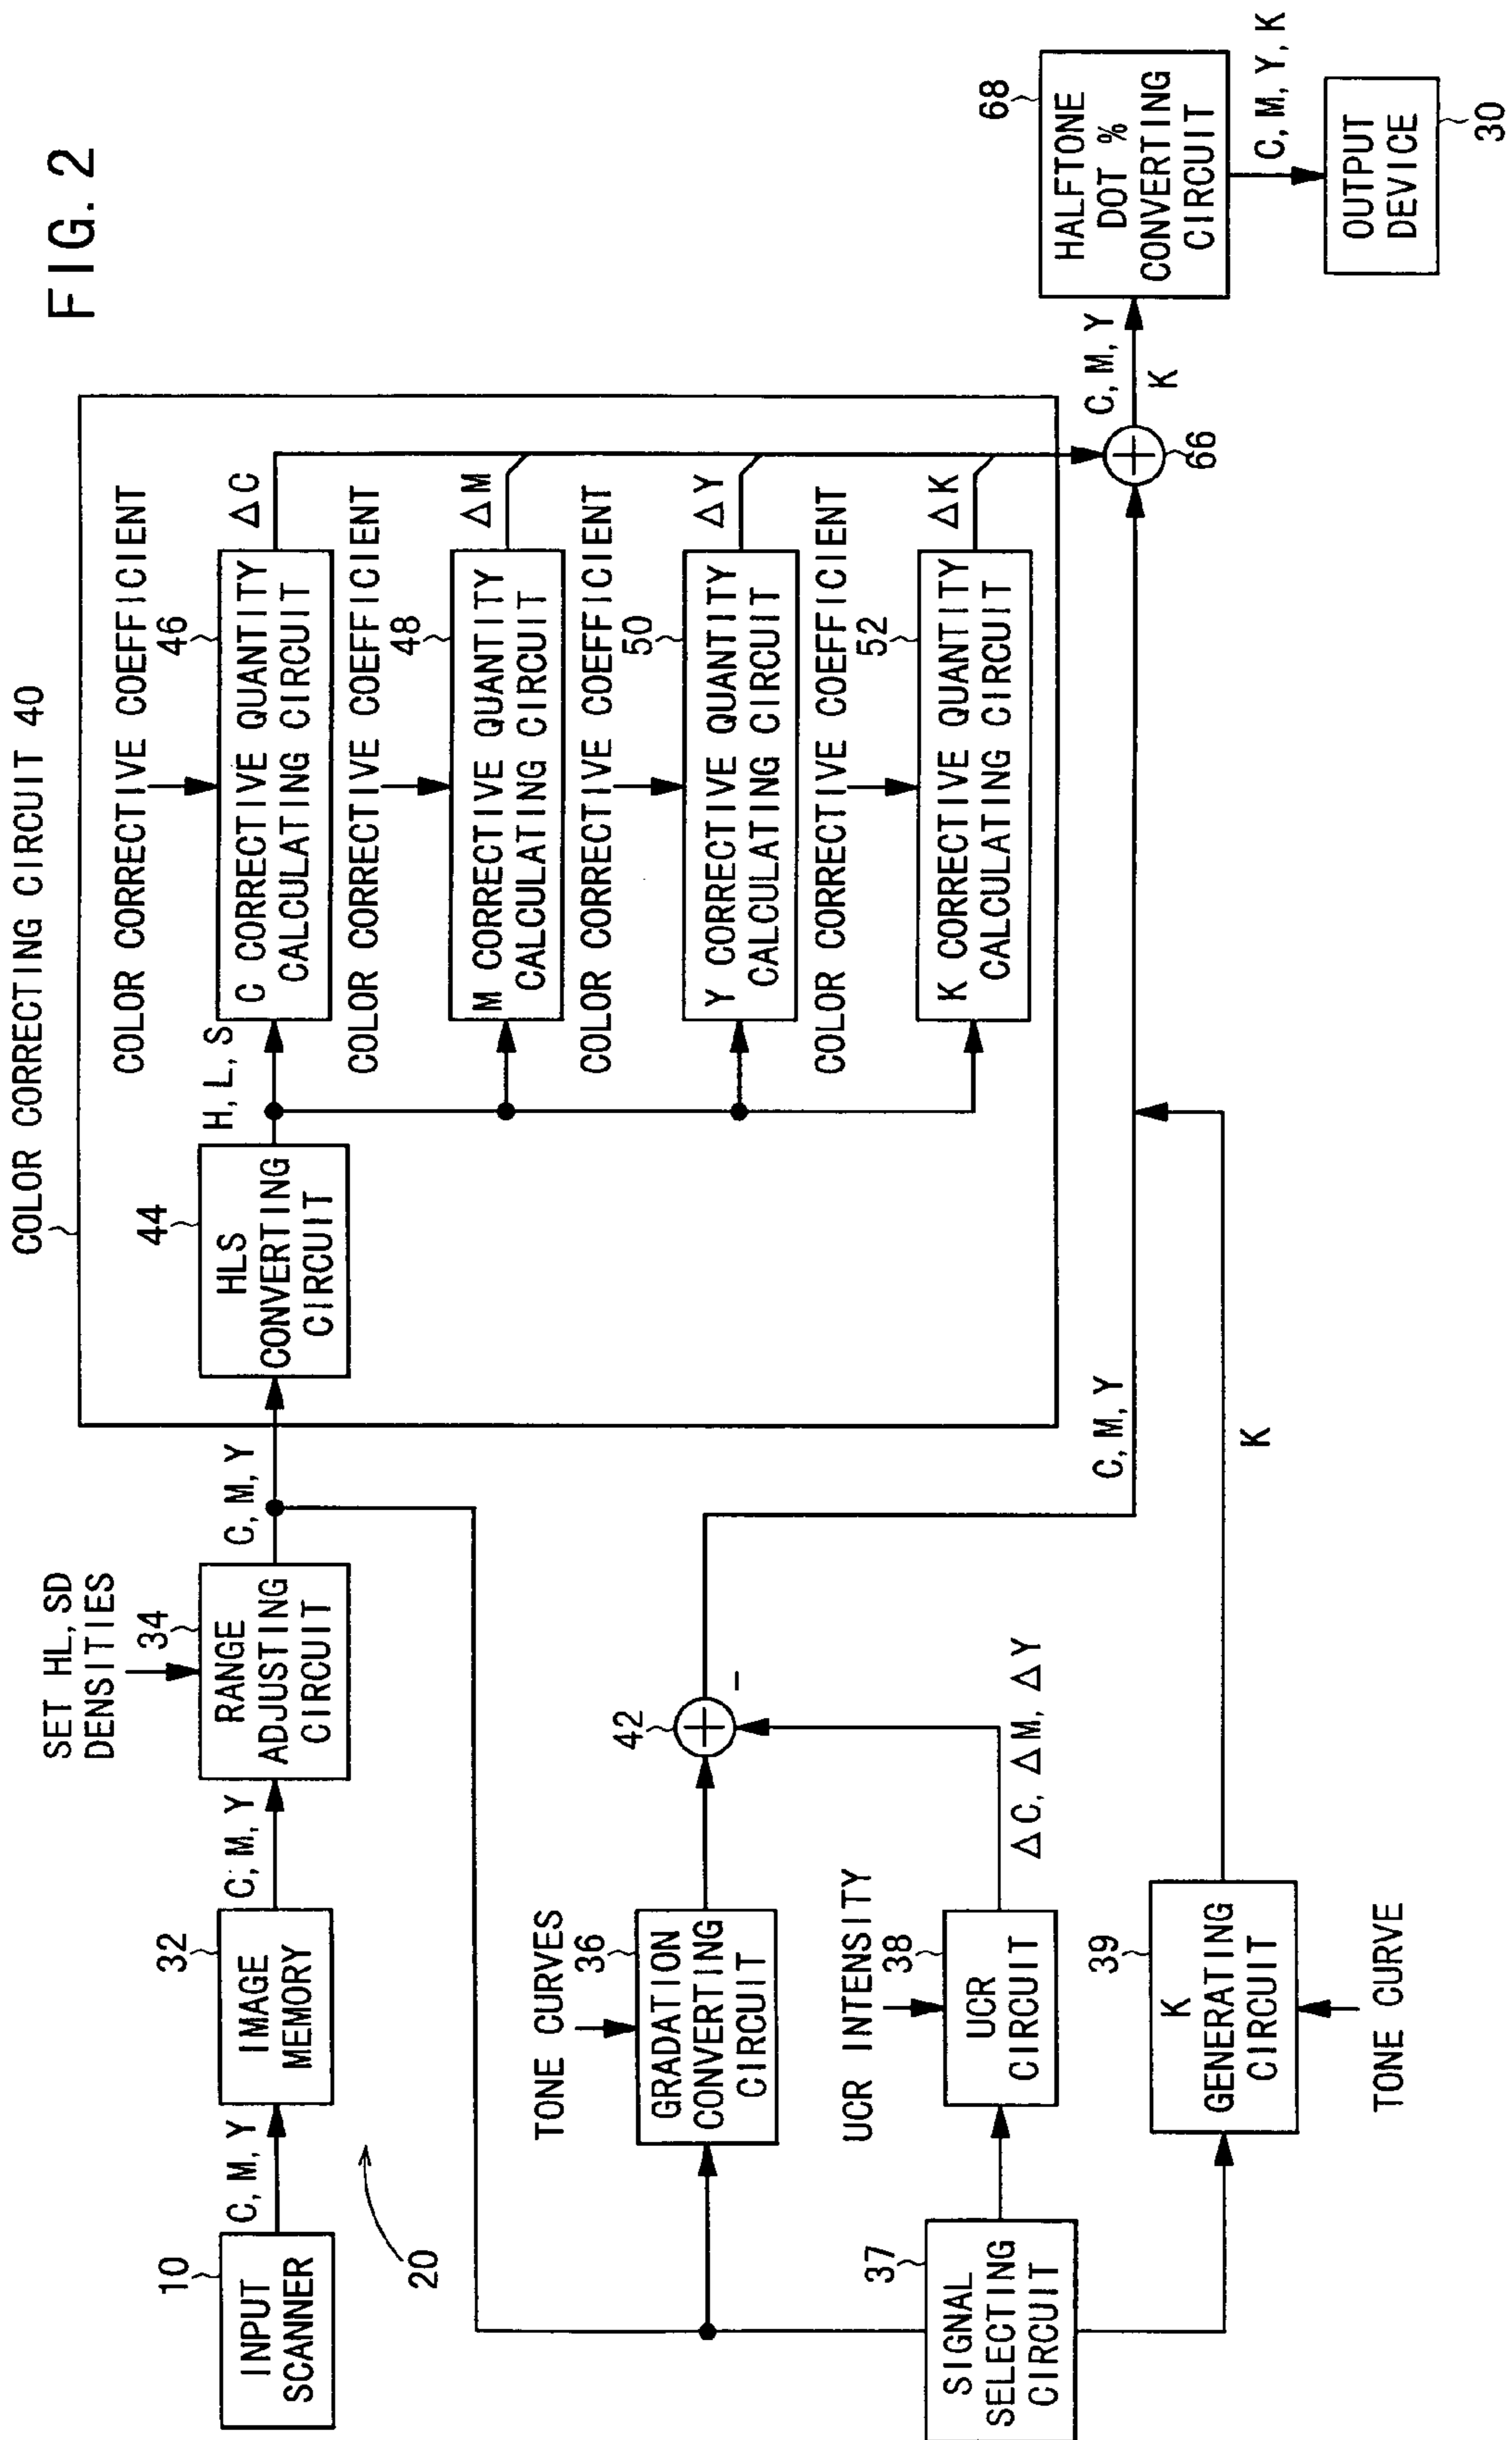 FIG. 2
COLOR CORRECTING CIRCUIT 40
SET HL, SD
DENSITIES
10
INPUT
SCANNER
C, M, Y
32
IMAGE
MEMORY
C, M, Y
34
RANGE
ADJUSTING
CIRCUIT
C, M, Y
44
HLS
CONVERTING
CIRCUIT
H, L, S
COLOR CORRECTIVE COEFFICIENT
46
C CORRECTIVE QUANTITY
CALCULATING CIRCUIT
ΔC
COLOR CORRECTIVE COEFFICIENT
48
M CORRECTIVE QUANTITY
CALCULATING CIRCUIT
ΔM
COLOR CORRECTIVE COEFFICIENT
50
Y CORRECTIVE QUANTITY
CALCULATING CIRCUIT
ΔY
COLOR CORRECTIVE COEFFICIENT
52
K CORRECTIVE QUANTITY
CALCULATING CIRCUIT
ΔK
20
TONE CURVES
36
GRADATION
CONVERTING
CIRCUIT
42
−
37
SIGNAL
SELECTING
CIRCUIT
UCR INTENSITY
38
UCR
CIRCUIT
ΔC, ΔM, ΔY
39
K
GENERATING
CIRCUIT
TONE CURVE
C, M, Y
K
66
C, M, Y
K
68
HALFTONE
DOT %
CONVERTING
CIRCUIT
C, M, Y, K
OUTPUT
DEVICE
30